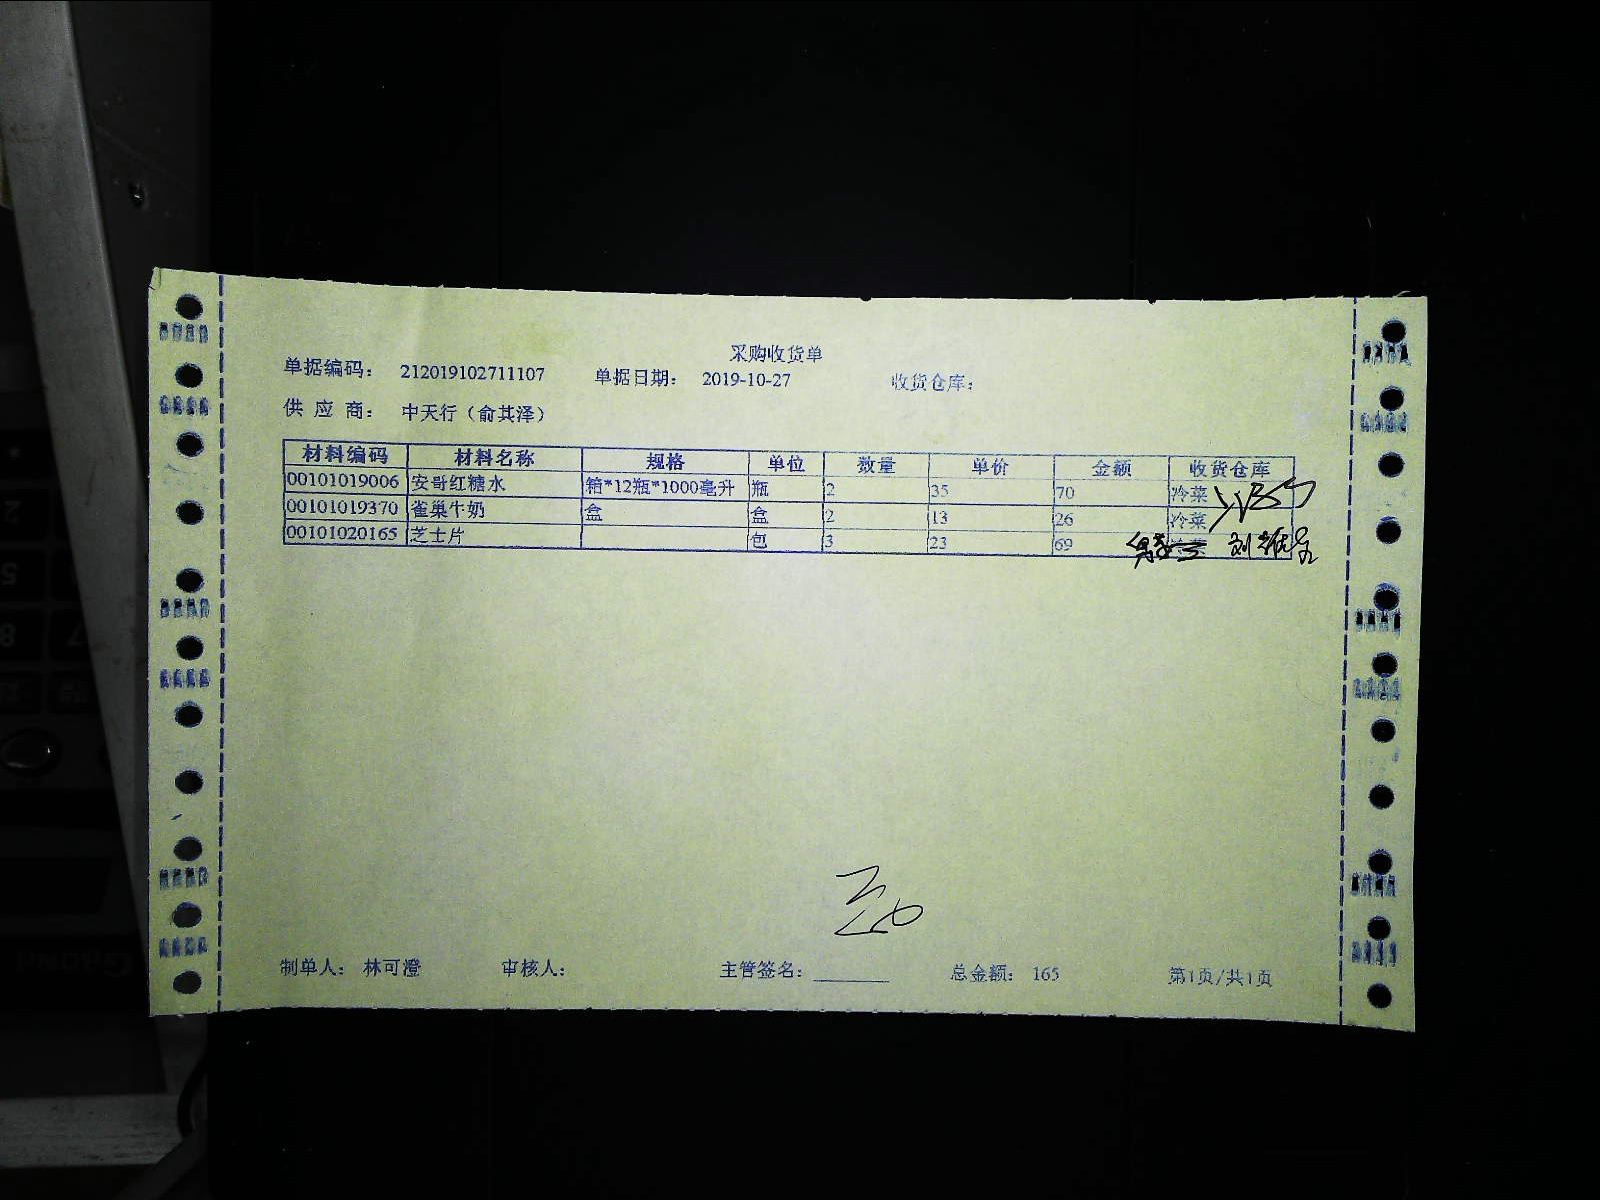 采购收货单
单据编码： 212019102711107 单据日期： 2019-10-27 收货仓库：
供 应 商： 中天行（俞其泽）
材料编码 材料名称 规格 单位 数量 单价 金额 收货仓库
00101019006 安哥红糖水 箱*12瓶*1000毫升 瓶 2 35 70 冷菜
00101019370 雀巢牛奶 盒 盒 2 13 26 冷菜
00101020165 芝士片 包 3 23 69
制单人： 林可澄 审核人： 主管签名： 总金额： 165 第1页/共1页